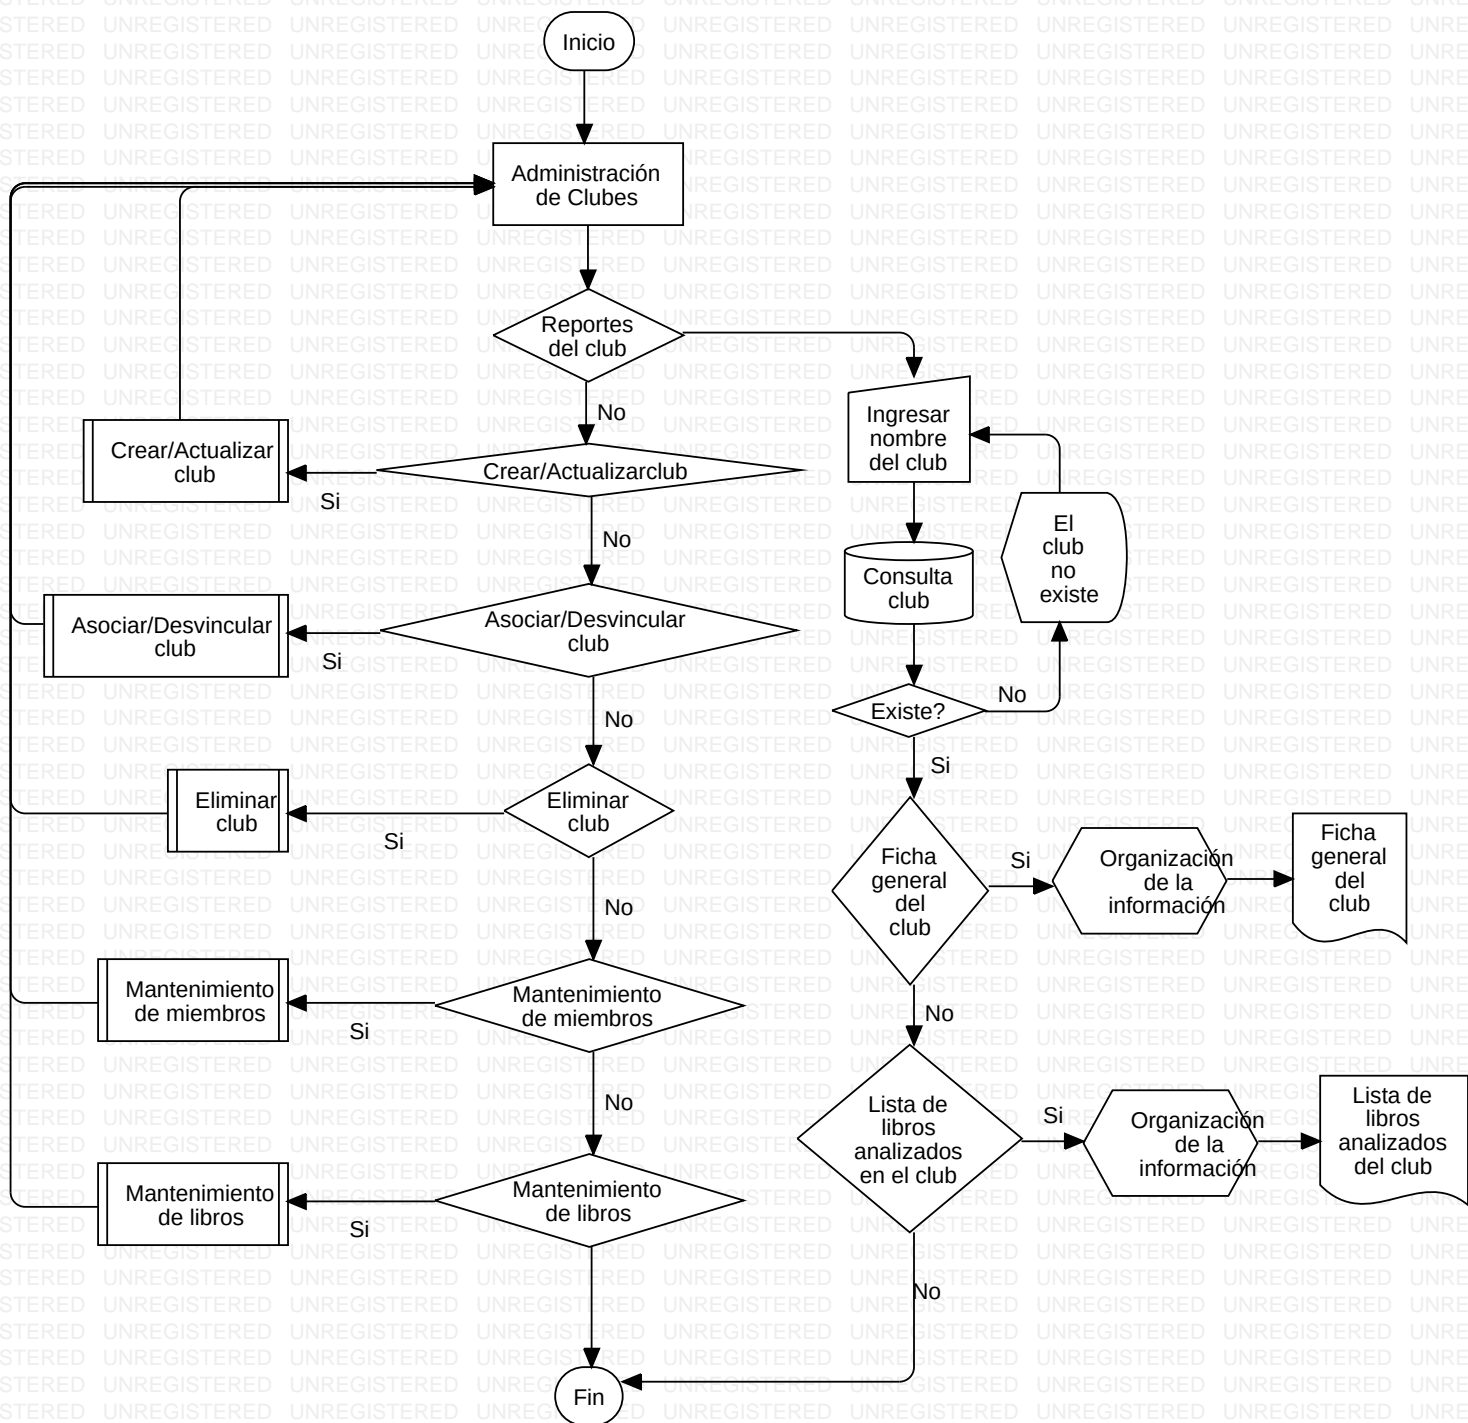 Inicio
Administración
de Clubes
Reportes
del club
No
Ingresar
nombre
del club
Crear/Actualizar
club
Si
Crear/Actualizarclub
No
El
club
no
existe
Consulta
club
Asociar/Desvincular
club
Si
Asociar/Desvincular
club
No
Existe?
No
Si
Eliminar
club
Si
Eliminar
club
No
Ficha
general
del
club
Si
Organización
de la
información
Ficha
general
del
club
Mantenimiento
de miembros
Si
Mantenimiento
de miembros
No
No
Lista de
libros
analizados
en el club
Si
Organización
de la
información
Lista de
libros
analizados
del club
Mantenimiento
de libros
Si
Mantenimiento
de libros
No
Fin
UNREGISTERED